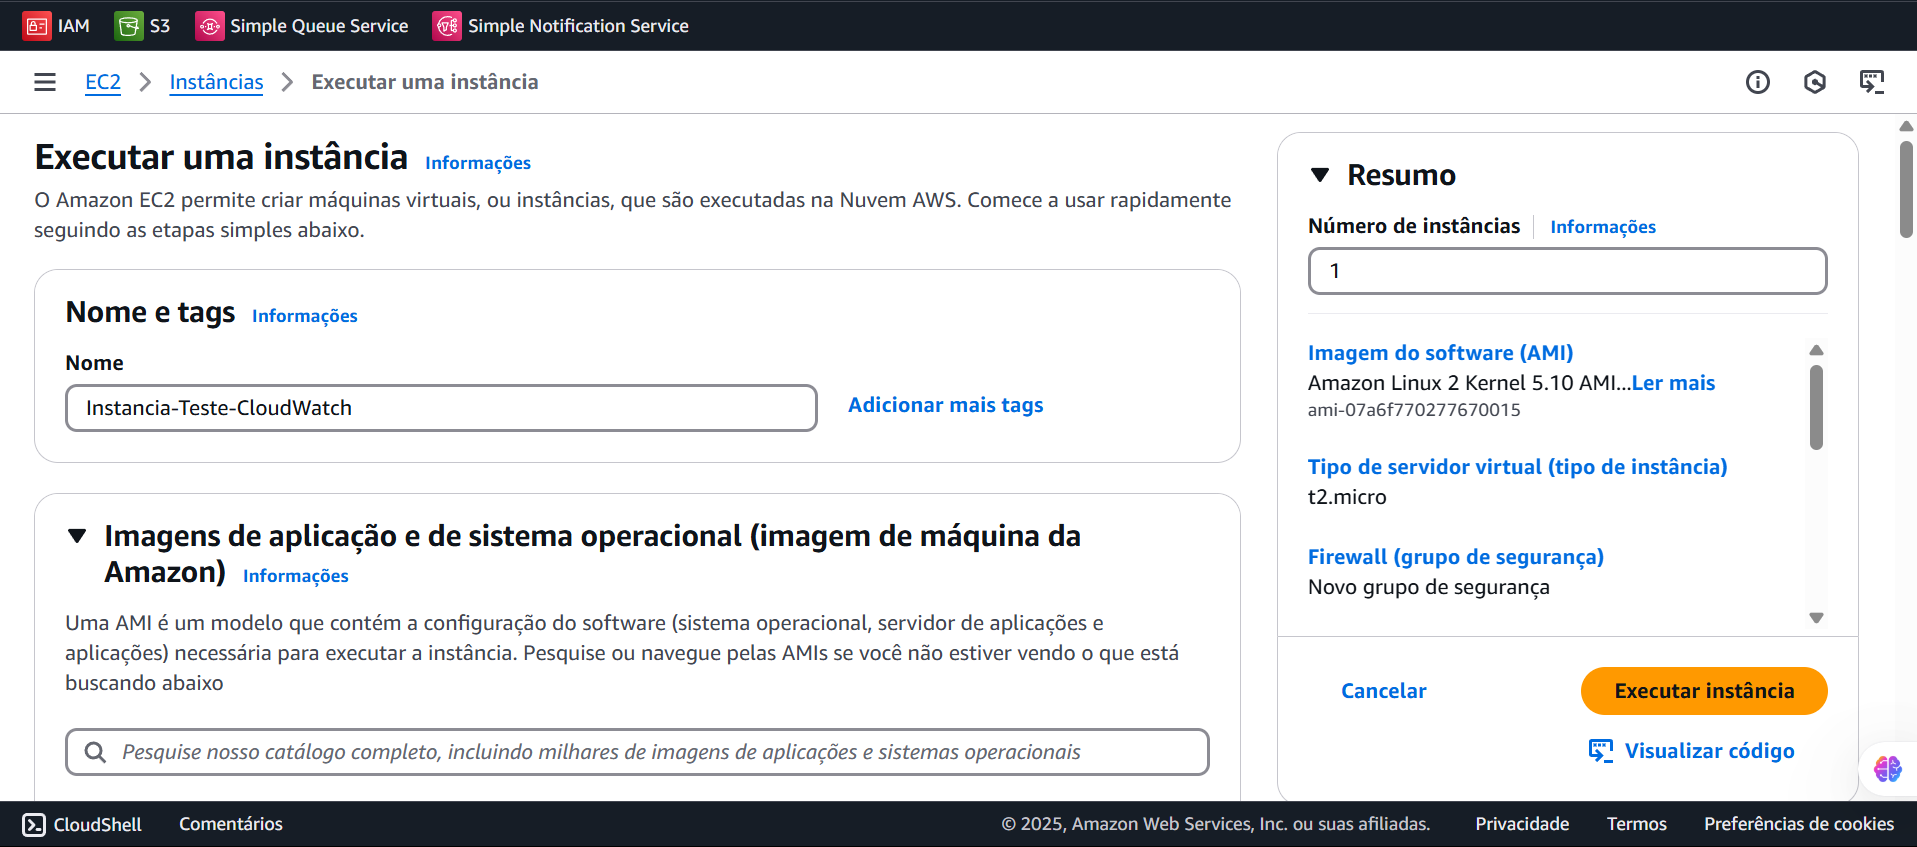 IAM S3 Simple Queue Service Simple Notification Service
EC2 Instâncias Executar uma instância
Executar uma instância Informações
O Amazon EC2 permite criar máquinas virtuais, ou instâncias, que são executadas na Nuvem AWS. Comece a usar rapidamente
seguindo as etapas simples abaixo.
Nome e tags Informações
Nome
Instancia-Teste-CloudWatch
Adicionar mais tags
Imagens de aplicação e de sistema operacional (imagem de máquina da
Amazon) Informações
Uma AMI é um modelo que contém a configuração do software (sistema operacional, servidor de aplicações e
aplicações) necessária para executar a instância. Pesquise ou navegue pelas AMIs se você não estiver vendo o que está
buscando abaixo
Pesquise nosso catálogo completo, incluindo milhares de imagens de aplicações e sistemas operacionais
Resumo
Número de instâncias Informações
1
Imagem do software (AMI)
Amazon Linux 2 Kernel 5.10 AMI...Ler mais
ami-07a6f770277670015
Tipo de servidor virtual (tipo de instância)
t2.micro
Firewall (grupo de segurança)
Novo grupo de segurança
Cancelar
Executar instância
Visualizar código
CloudShell Comentários © 2025, Amazon Web Services, Inc. ou suas afiliadas. Privacidade Termos Preferências de cookies